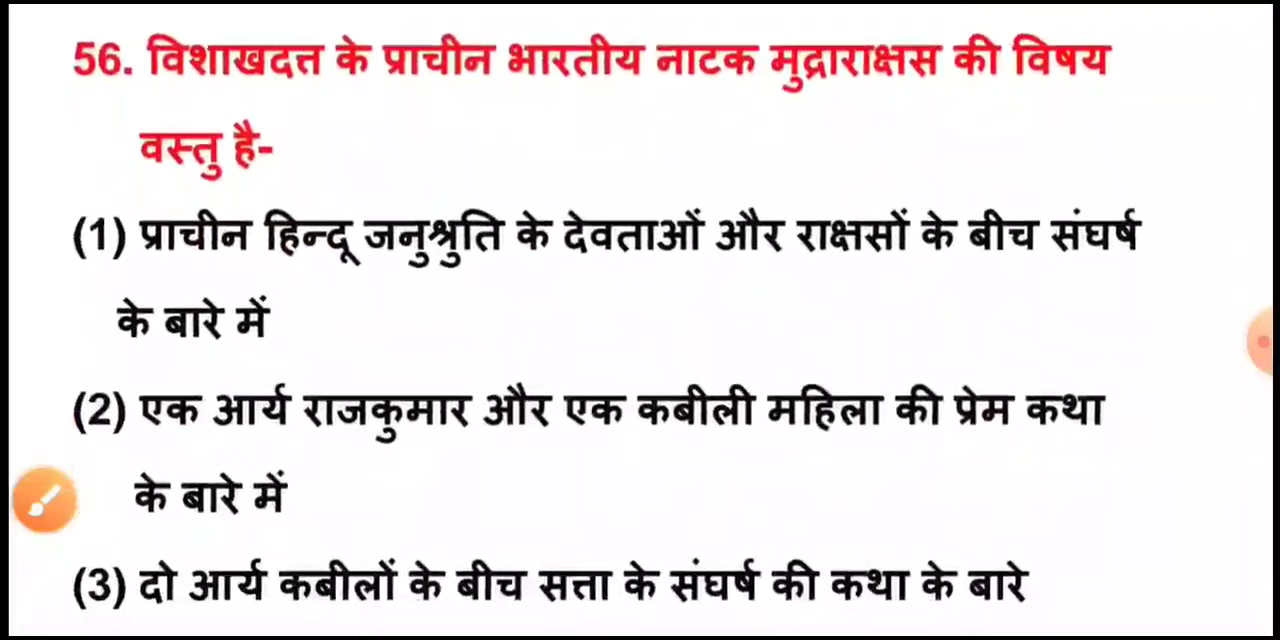 56. विशाखदत्त के प्राचीन भारतीय नाटक मुद्राराक्षस की विषय
वस्तु है-
(1) प्राचीन हिन्दू जनुश्रुति के देवताओं और राक्षसों के बीच संघर्ष
के बारे में
(2) एक आर्य राजकुमार और एक कबीली महिला की प्रेम कथा
के बारे में
(3) दो आर्य कबीलों के बीच सत्ता के संघर्ष की कथा के बारे